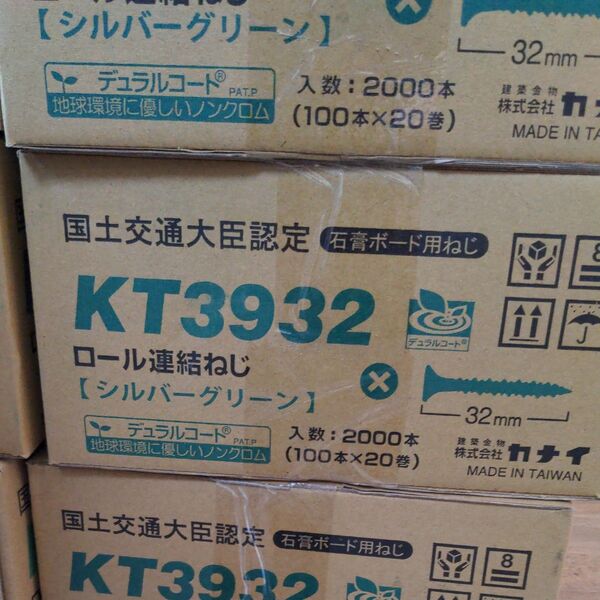 ロール連結ねじ
【シルバーグリーン】
32mm
デュラルコート®
PAT.P
地球環境に優しいノンクロム
入数：2000本
(100本×20巻)
建築金物
株式会社 カナイ
MADE IN TA
国土交通大臣認定 石膏ボード用ねじ
KT3932
8
デュラルコート®
ロール連結ねじ
【シルバーグリーン】
32mm
デュラルコート®
PAT.P
地球環境に優しいノンクロム
入数：2000本
(100本×20巻)
建築金物
株式会社 カナイ
MADE IN TAIWAN
国土交通大臣認定 石膏ボード用ねじ
KT3932
8